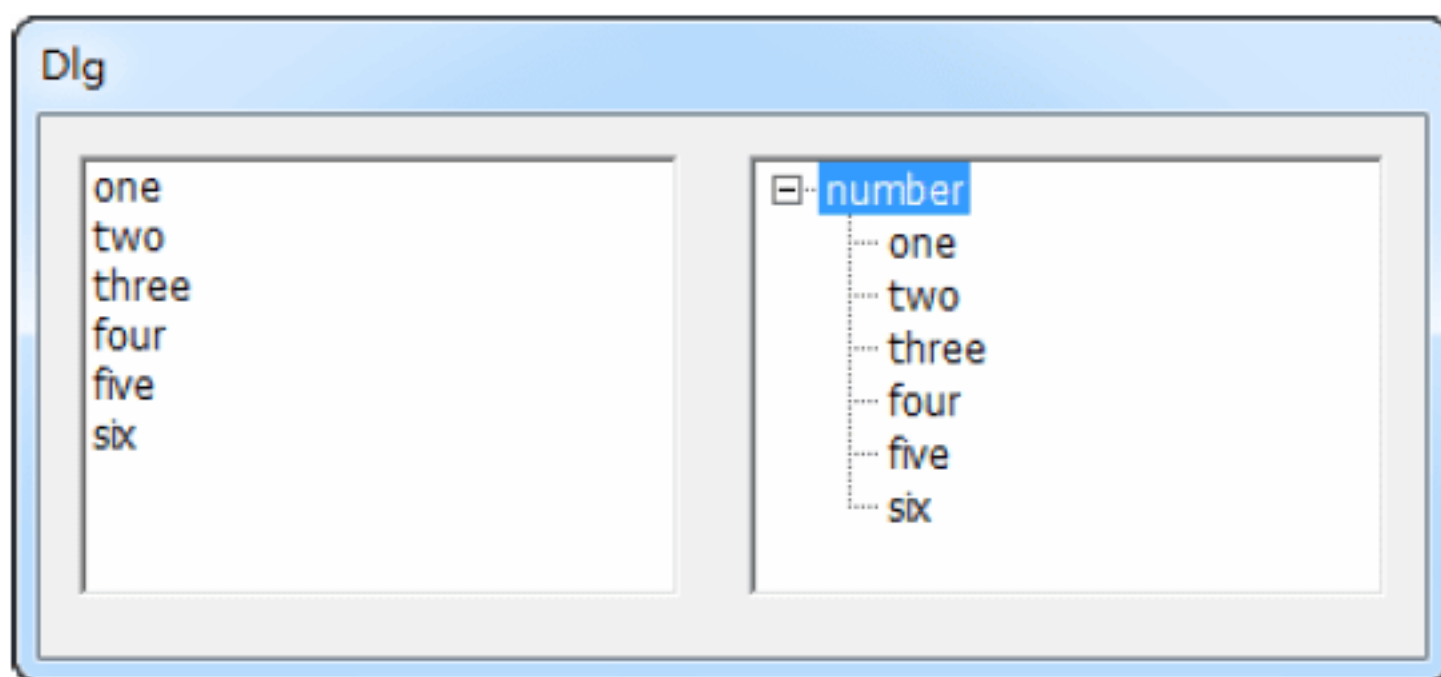 Dlg
one
two
three
four
five
six
number
one
two
three
four
five
six